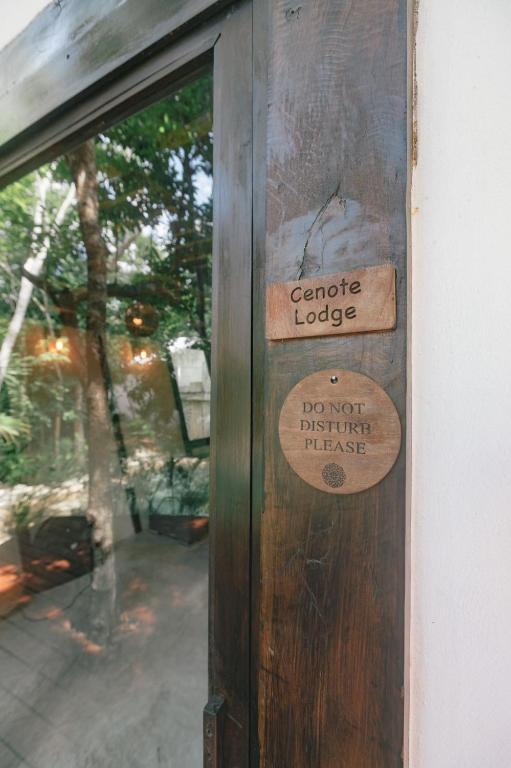 Cenote
Lodge
DO NOT
DISTURB
PLEASE